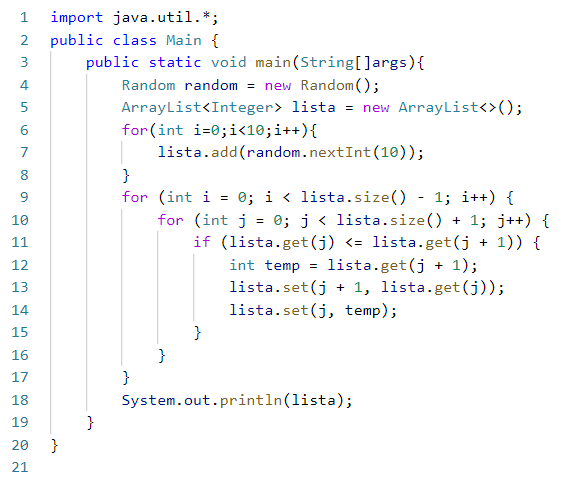 1 import java.util.*;
2 public class Main {
3 public static void main(String[]args){
4 Random random = new Random();
5 ArrayList<Integer> lista = new ArrayList<>();
6 for(int i=0;i<10;i++){
7 lista.add(random.nextInt(10));
8 }
9 for (int i = 0; i < lista.size() - 1; i++) {
10 for (int j = 0; j < lista.size() + 1; j++) {
11 if (lista.get(j) <= lista.get(j + 1)) {
12 int temp = lista.get(j + 1);
13 lista.set(j + 1, lista.get(j));
14 lista.set(j, temp);
15 }
16 }
17 }
18 System.out.println(lista);
19 }
20 }
21